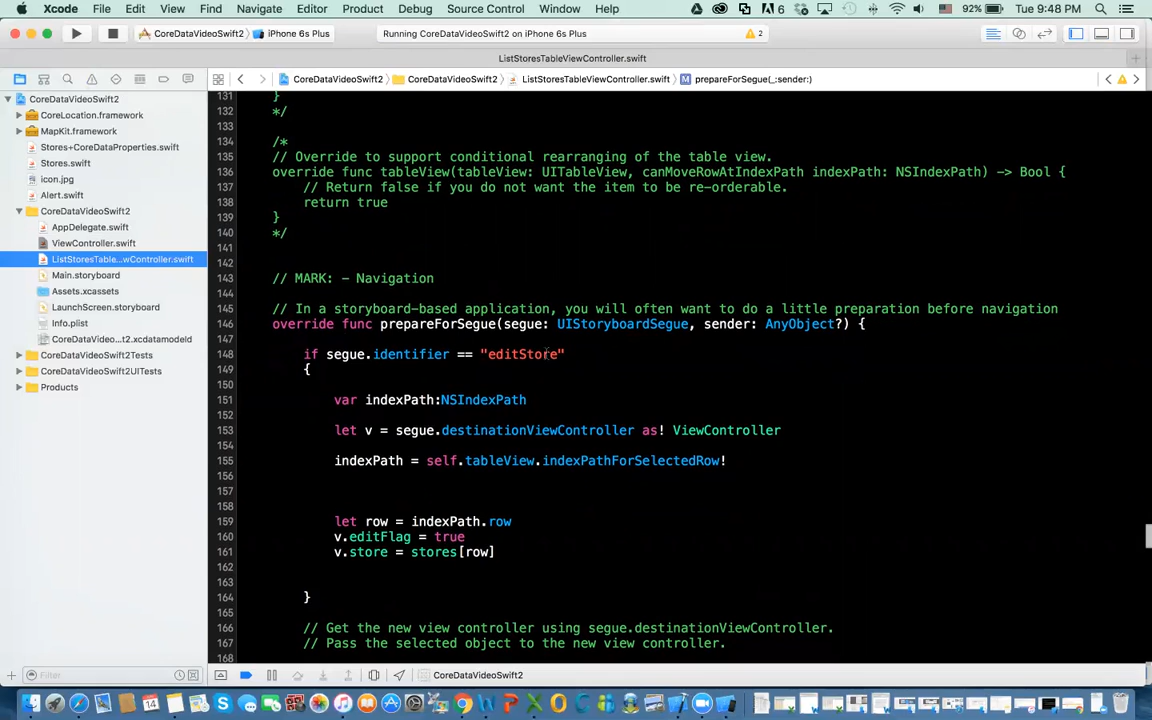 Xcode File Edit View Find Navigate Editor Product Debug Source Control Window Help 6 92% Tue 9:48 PM
CoreDataVideoSwift2 iPhone 6s Plus Running CoreDataVideoSwift2 on iPhone 6s Plus 2
ListStoresTableViewController.swift
CoreDataVideoSwift2 CoreDataVideoSwift2 ListStoresTableViewController.swift M prepareForSegue(_:sender:)
CoreDataVideoSwift2
CoreLocation.framework
MapKit.framework
Stores+CoreDataProperties.swift
Stores.swift
icon.jpg
Alert.swift
CoreDataVideoSwift2
AppDelegate.swift
ViewController.swift
ListStoresTable...wController.swift
Main.storyboard
Assets.xcassets
LaunchScreen.storyboard
Info.plist
CoreDataVideo...t2.xcdatamodeld
CoreDataVideoSwift2Tests
CoreDataVideoSwift2UITests
Products
Filter
131 }
132 */
133
134 /*
135 // Override to support conditional rearranging of the table view.
136 override func tableView(tableView: UITableView, canMoveRowAtIndexPath indexPath: NSIndexPath) -> Bool {
137 // Return false if you do not want the item to be re-orderable.
138 return true
139 }
140 */
141
142
143 // MARK: - Navigation
144
145 // In a storyboard-based application, you will often want to do a little preparation before navigation
146 override func prepareForSegue(segue: UIStoryboardSegue, sender: AnyObject?) {
147
148 if segue.identifier == "editStore"
149 {
150
151 var indexPath:NSIndexPath
152
153 let v = segue.destinationViewController as! ViewController
154
155 indexPath = self.tableView.indexPathForSelectedRow!
156
157
158
159 let row = indexPath.row
160 v.editFlag = true
161 v.store = stores[row]
162
163
164 }
165
166 // Get the new view controller using segue.destinationViewController.
167 // Pass the selected object to the new view controller.
168
CoreDataVideoSwift2